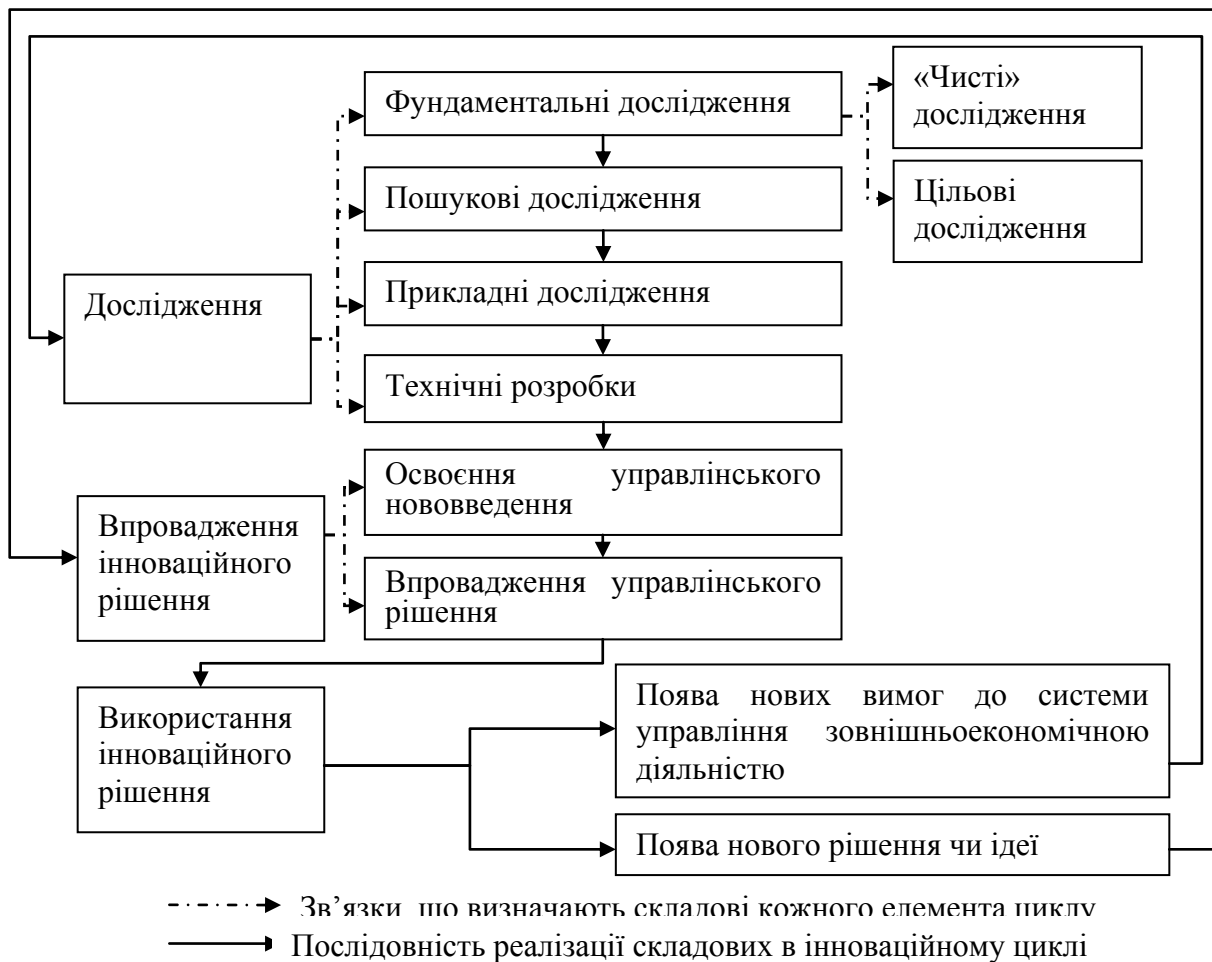 Фундаментальні дослідження
«Чисті»
дослідження
Пошукові дослідження
Цільові
дослідження
Дослідження
Прикладні дослідження
Технічні розробки
Освоєння управлінського
нововведення
Впровадження
інноваційного
рішення
Впровадження управлінського
рішення
Використання
інноваційного
рішення
Поява нових вимог до системи
управління зовнішньоекономічною
діяльністю
Поява нового рішення чи ідеї
Зв’язки, що визначають складові кожного елемента циклу
Послідовність реалізації складових в інноваційному циклі